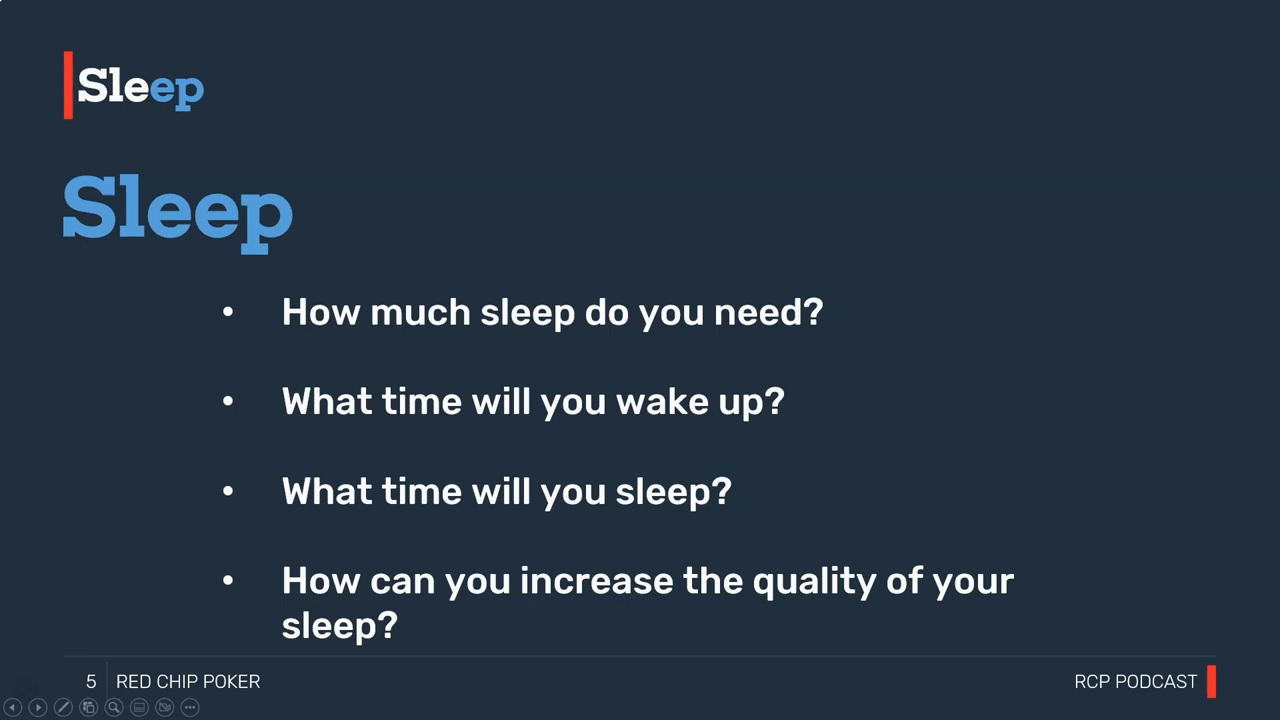 Sleep
Sleep
• How much sleep do you need?
• What time will you wake up?
• What time will you sleep?
• How can you increase the quality of your
sleep?
5 RED CHIP POKER RCP PODCAST